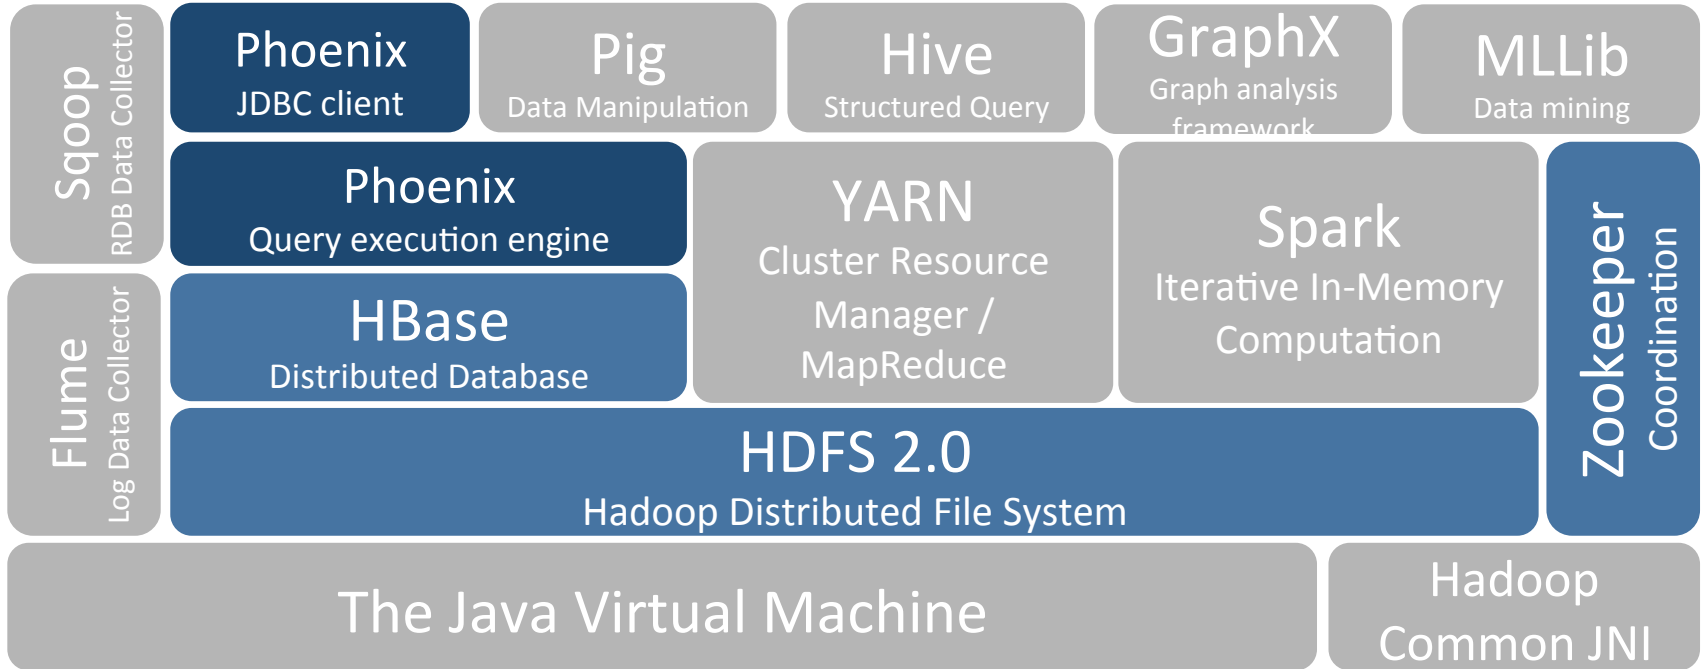 Sqoop
RDB Data Collector
Phoenix
JDBC client
Pig
Data Manipulation
Hive
Structured Query
GraphX
Graph analysis
framework
MLLib
Data mining
Phoenix
Query execution engine
YARN
Cluster Resource
Manager /
MapReduce
Spark
Iterative In-Memory
Computation
Zookeeper
Coordination
Flume
Log Data Collector
HBase
Distributed Database
HDFS 2.0
Hadoop Distributed File System
The Java Virtual Machine
Hadoop
Common JNI